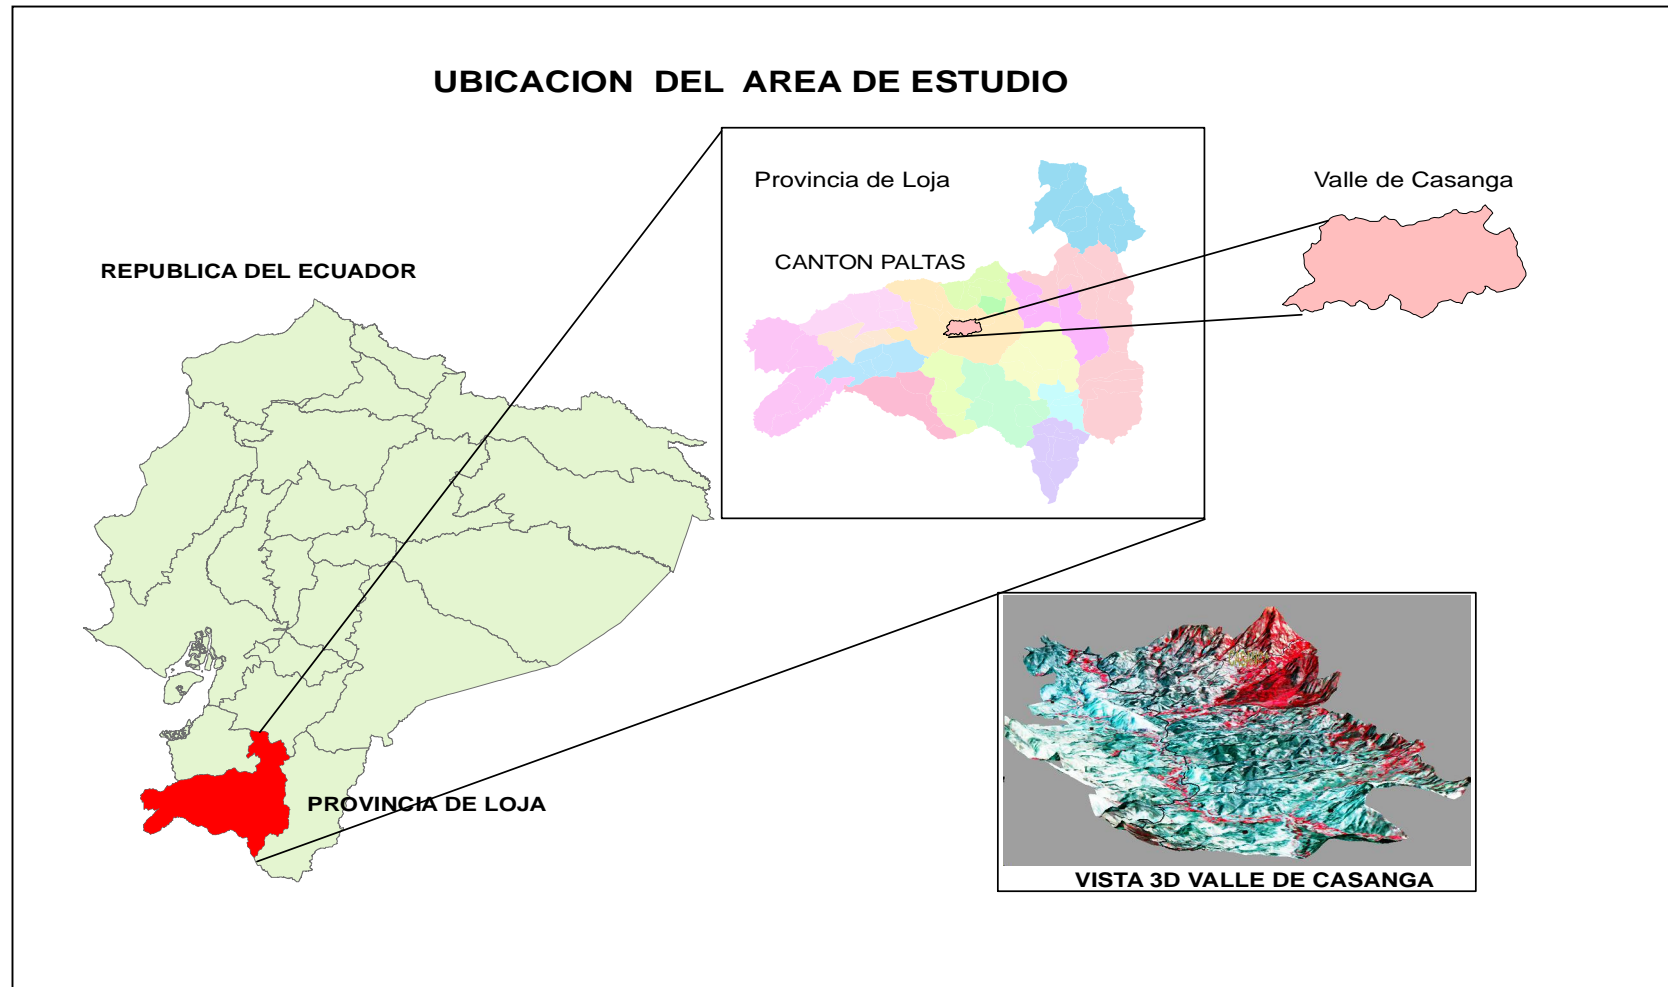 UBICACION DEL AREA DE ESTUDIO
Provincia de Loja
Valle de Casanga
CANTON PALTAS
REPUBLICA DEL ECUADOR
PROVINCIA DE LOJA
VISTA 3D VALLE DE CASANGA